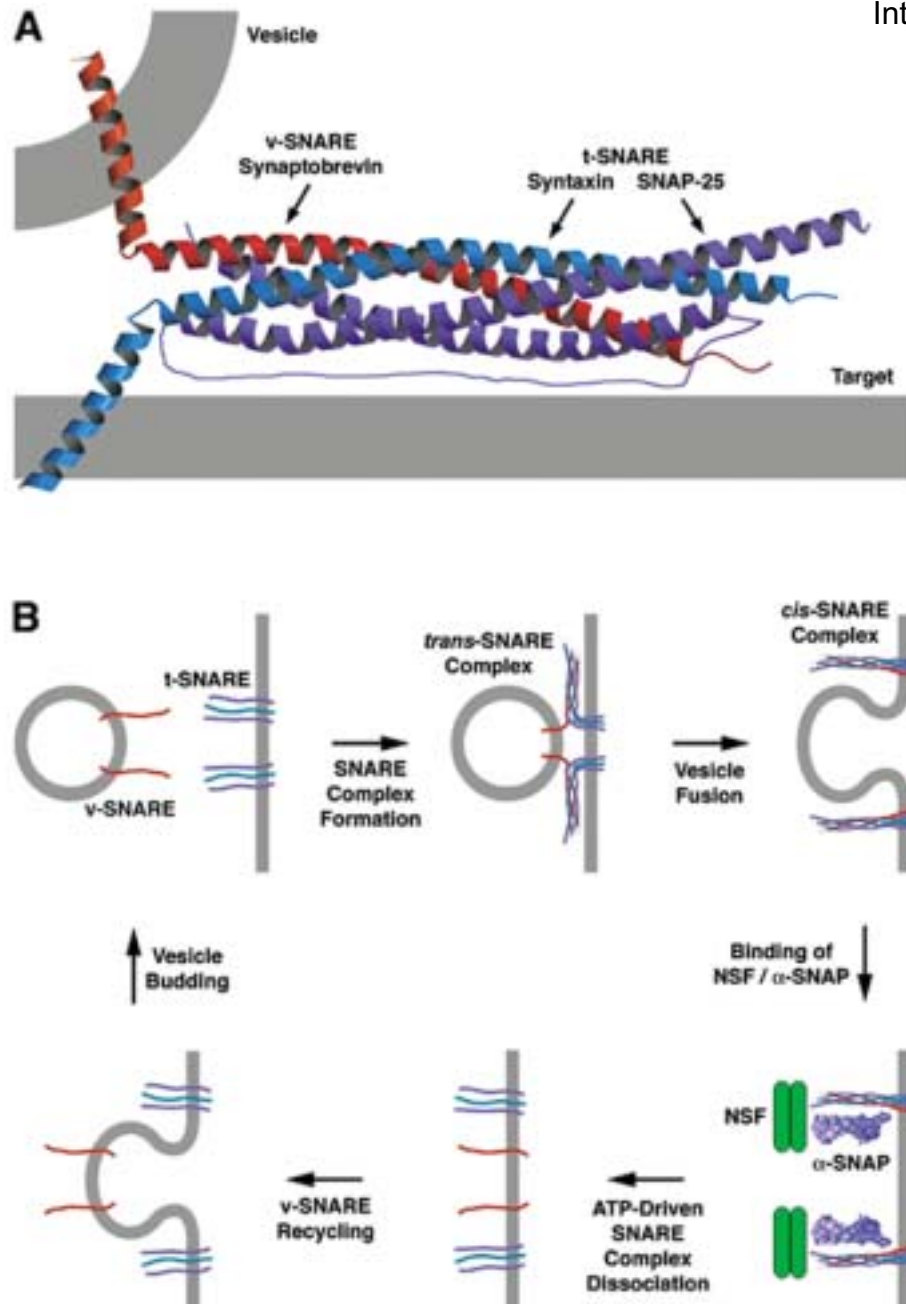 Int
A
Vesicle
v-SNARE
Synaptobrevin
t-SNARE
Syntaxin SNAP-25
Target
B
t-SNARE
v-SNARE
SNARE
Complex
Formation
trans-SNARE
Complex
Vesicle
Fusion
cis-SNARE
Complex
Vesicle
Budding
Binding of
NSF / α-SNAP
NSF
α-SNAP
v-SNARE
Recycling
ATP-Driven
SNARE
Complex
Dissociation